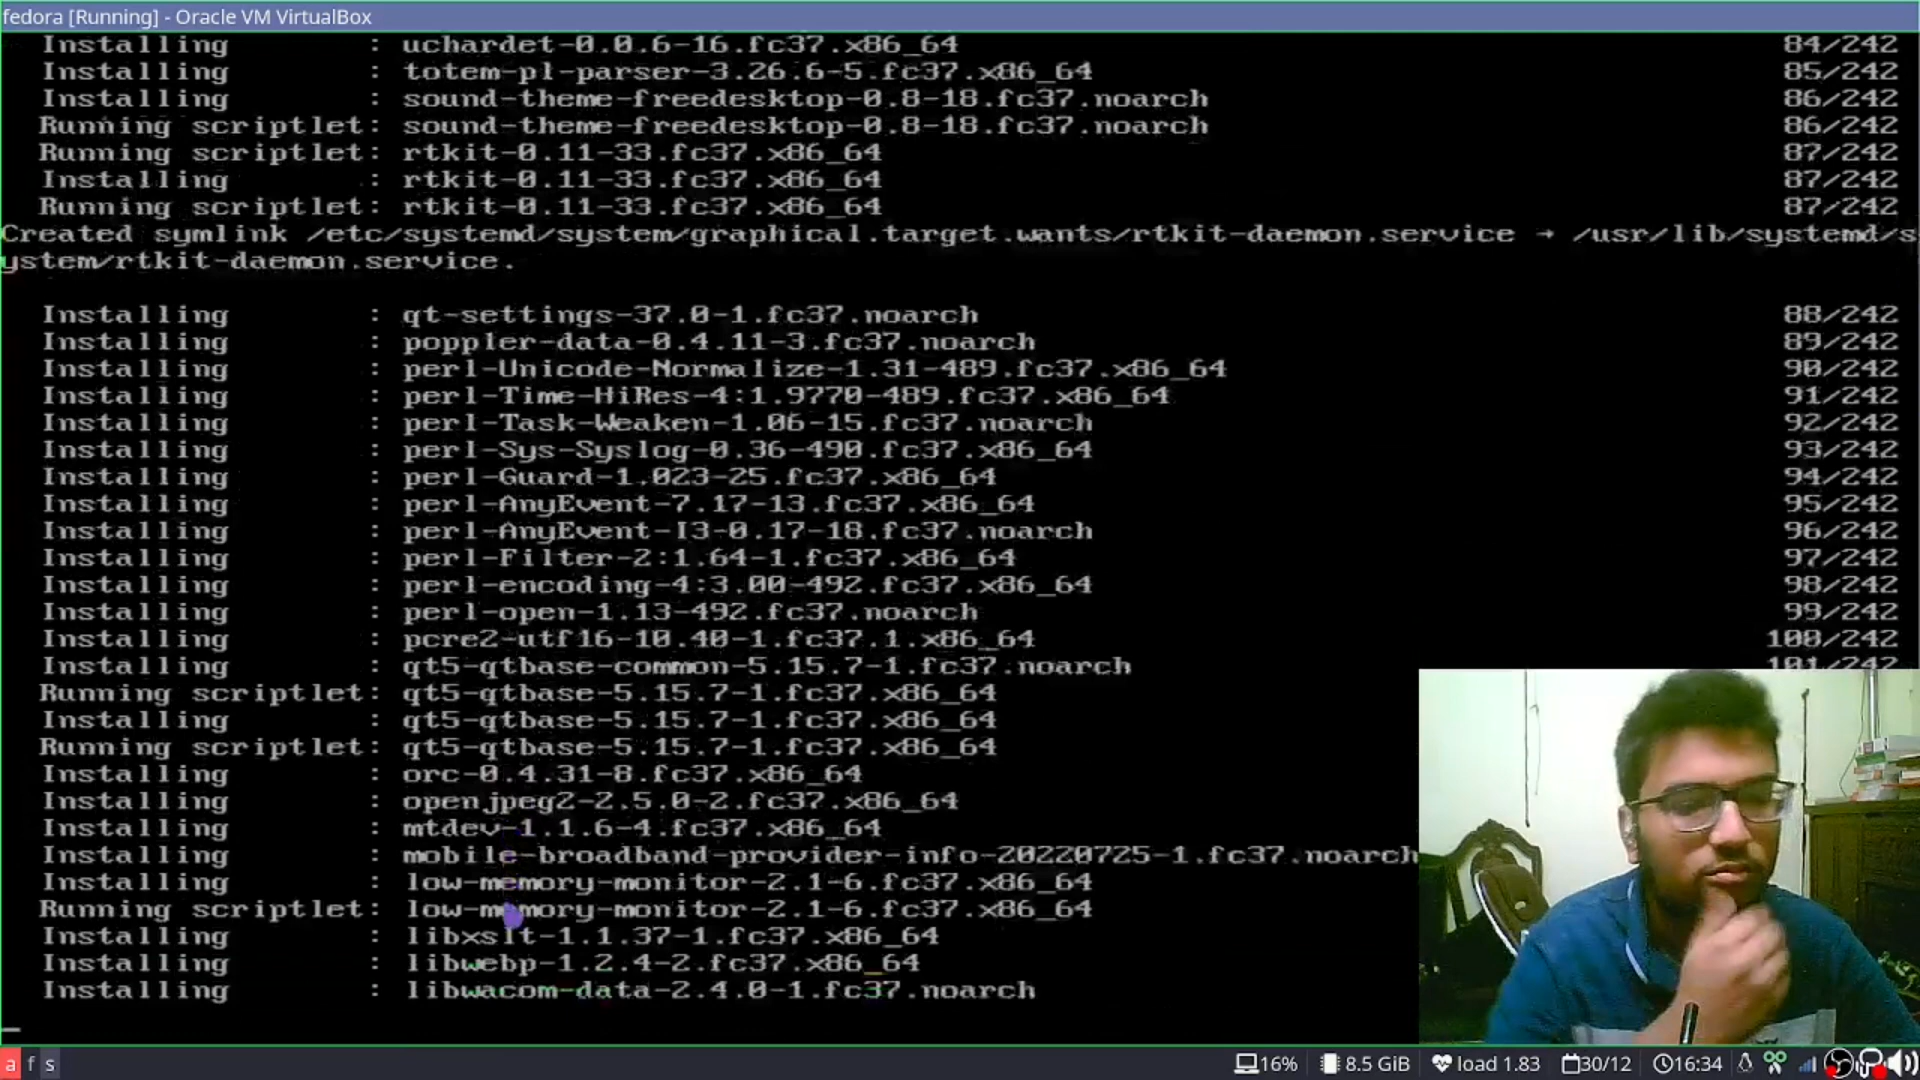 fedora [Running] - Oracle VM VirtualBox
Installing : uchardet-0.0.6-16.fc37.x86_64 84/242
Installing : totem-pl-parser-3.26.6-5.fc37.x86_64 85/242
Installing : sound-theme-freedesktop-0.8-18.fc37.noarch 86/242
Running scriptlet: sound-theme-freedesktop-0.8-18.fc37.noarch 86/242
Running scriptlet: rtkit-0.11-33.fc37.x86_64 87/242
Installing : rtkit-0.11-33.fc37.x86_64 87/242
Running scriptlet: rtkit-0.11-33.fc37.x86_64 87/242
Created symlink /etc/systemd/system/graphical.target.wants/rtkit-daemon.service → /usr/lib/systemd/s
ystem/rtkit-daemon.service.
Installing : qt-settings-37.0-1.fc37.noarch 88/242
Installing : poppler-data-0.4.11-3.fc37.noarch 89/242
Installing : perl-Unicode-Normalize-1.31-489.fc37.x86_64 90/242
Installing : perl-Time-HiRes-4:1.9770-489.fc37.x86_64 91/242
Installing : perl-Task-Weaken-1.06-15.fc37.noarch 92/242
Installing : perl-Sys-Syslog-0.36-490.fc37.x86_64 93/242
Installing : perl-Guard-1.023-25.fc37.x86_64 94/242
Installing : perl-AnyEvent-7.17-13.fc37.x86_64 95/242
Installing : perl-AnyEvent-I3-0.17-18.fc37.noarch 96/242
Installing : perl-Filter-2:1.64-1.fc37.x86_64 97/242
Installing : perl-encoding-4:3.00-492.fc37.x86_64 98/242
Installing : perl-open-1.13-492.fc37.noarch 99/242
Installing : pcre2-utf16-10.40-1.fc37.1.x86_64 100/242
Installing : qt5-qtbase-common-5.15.7-1.fc37.noarch 101/242
Running scriptlet: qt5-qtbase-5.15.7-1.fc37.x86_64
Installing : qt5-qtbase-5.15.7-1.fc37.x86_64
Running scriptlet: qt5-qtbase-5.15.7-1.fc37.x86_64
Installing : orc-0.4.31-8.fc37.x86_64
Installing : openjpeg2-2.5.0-2.fc37.x86_64
Installing : mtdev-1.1.6-4.fc37.x86_64
Installing : mobile-broadband-provider-info-20220725-1.fc37.noarch
Installing : low-memory-monitor-2.1-6.fc37.x86_64
Running scriptlet: low-memory-monitor-2.1-6.fc37.x86_64
Installing : libxslt-1.1.37-1.fc37.x86_64
Installing : libwebp-1.2.4-2.fc37.x86_64
Installing : libwacom-data-2.4.0-1.fc37.noarch
a f s 16% 8.5 GiB load 1.83 30/12 16:34